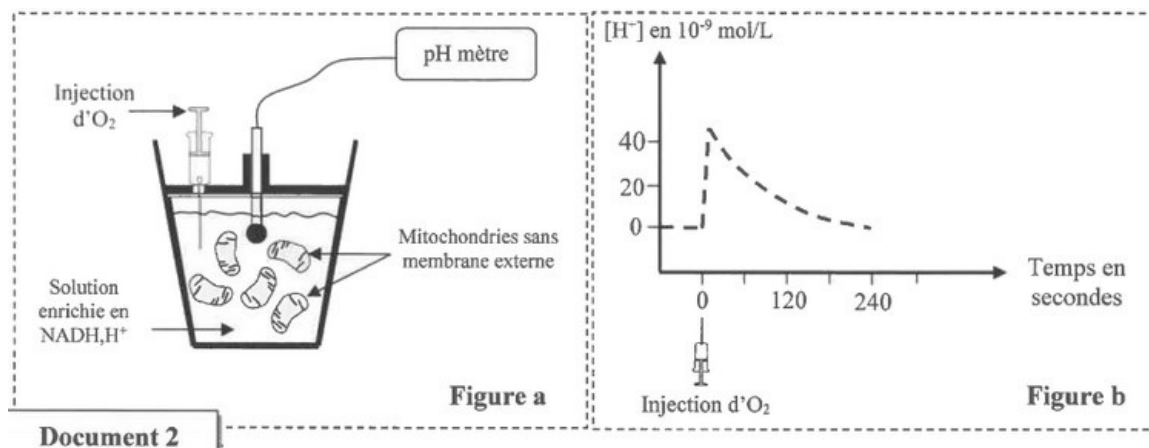 pH mètre
Injection
d'O₂
Mitochondries sans
membrane externe
Solution
enrichie en
NADH,H⁺
Figure a
Document 2
[H⁺] en 10⁻⁹ mol/L
40
20
0
0 120 240
Temps en
secondes
Injection d'O₂
Figure b